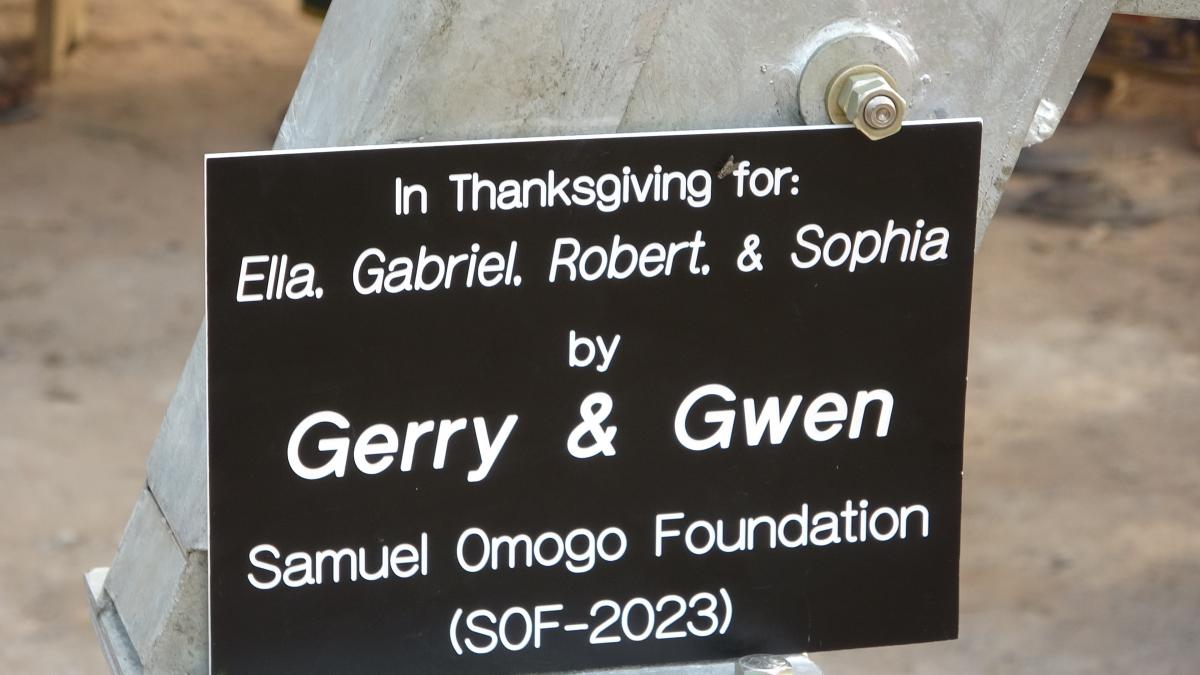 In Thanksgiving for:
Ella. Gabriel. Robert. & Sophia
by
Gerry & Gwen
Samuel Omogo Foundation
(SOF-2023)